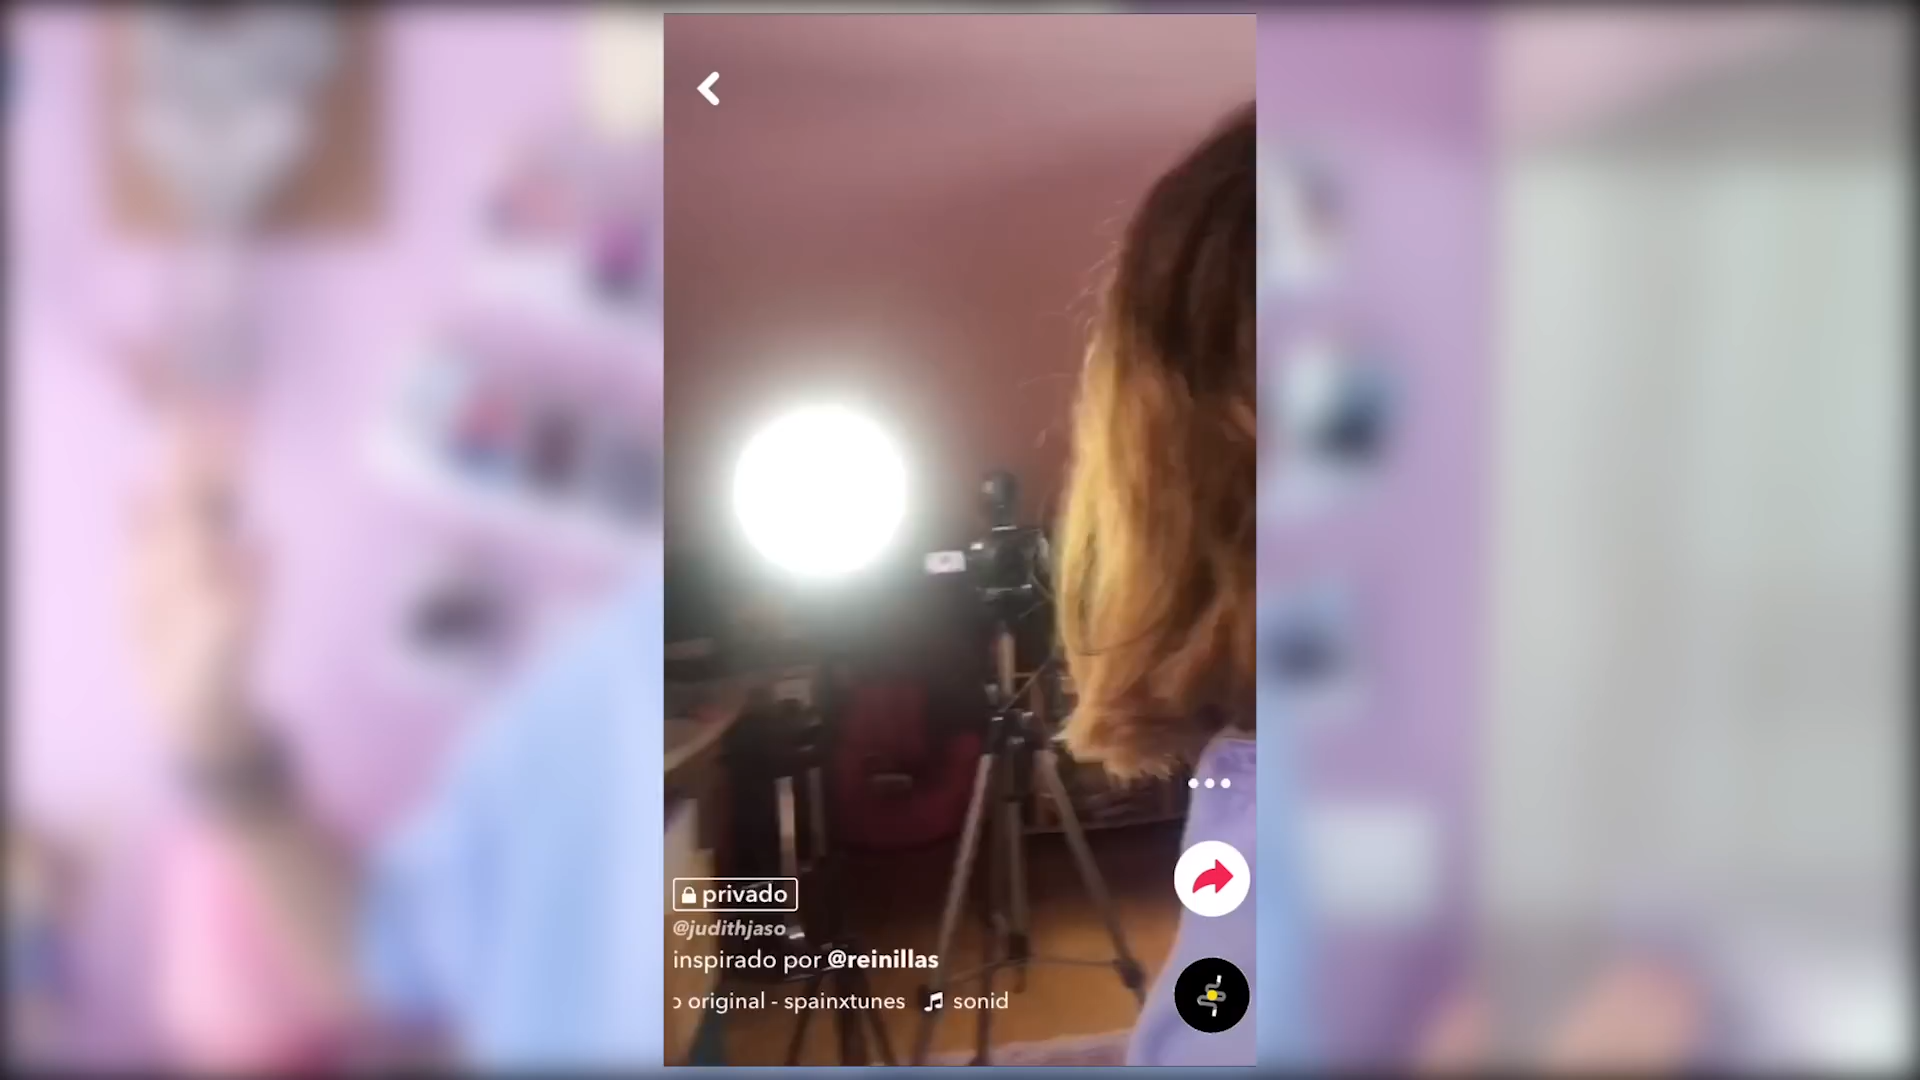 privado
@judithjaso
inspirado por @reinillas
o original - spainxtunes sonid